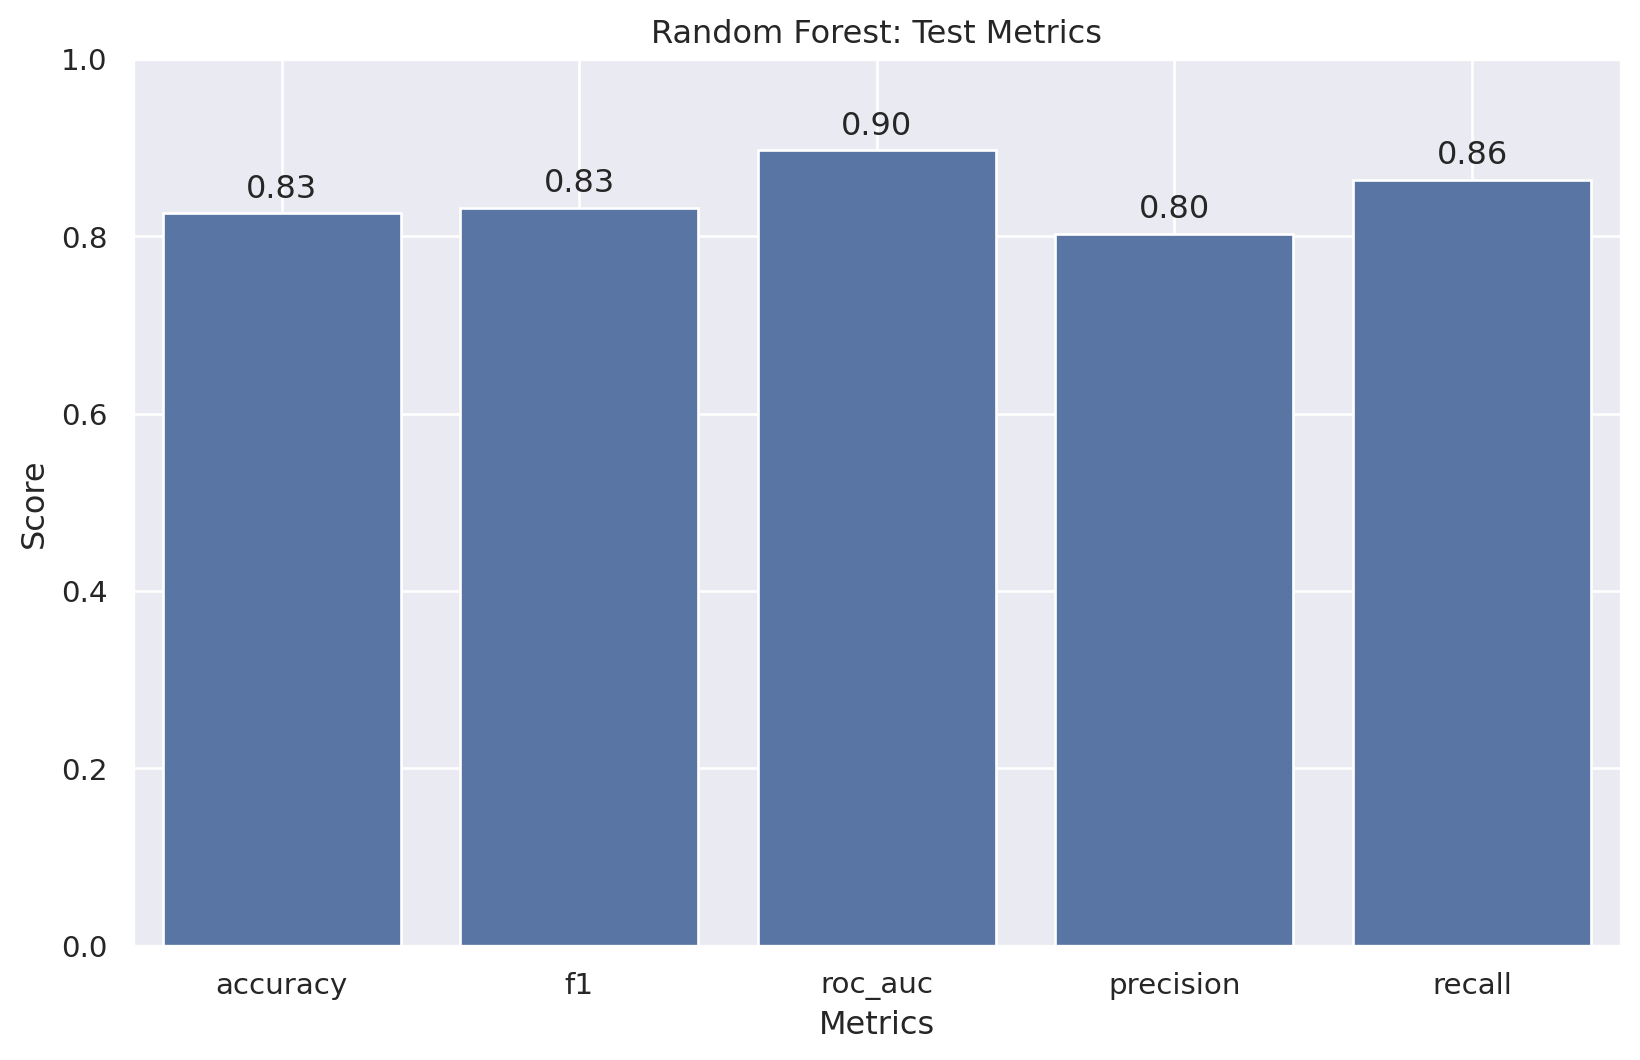 Random Forest: Test Metrics
1.0
0.8
0.6
0.4
0.2
0.0
Score
0.83
0.83
0.90
0.80
0.86
accuracy
f1
roc_auc
precision
recall
Metrics